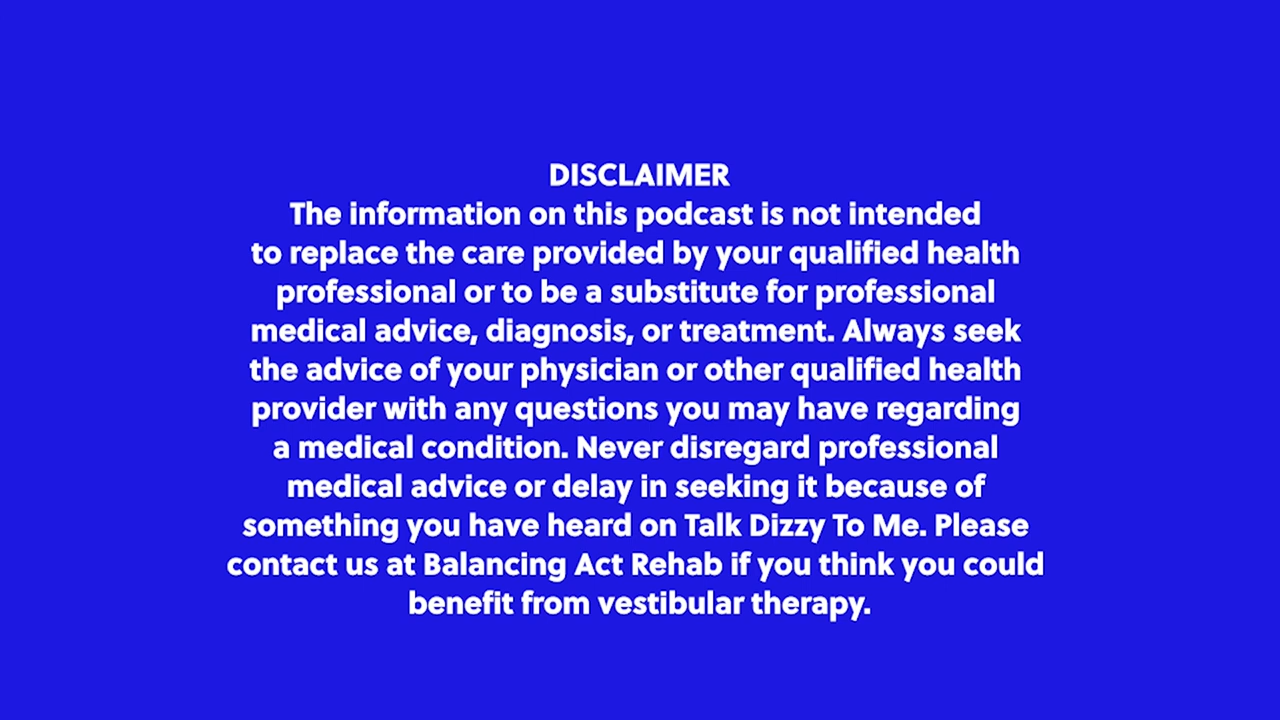 DISCLAIMER
The information on this podcast is not intended
to replace the care provided by your qualified health
professional or to be a substitute for professional
medical advice, diagnosis, or treatment. Always seek
the advice of your physician or other qualified health
provider with any questions you may have regarding
a medical condition. Never disregard professional
medical advice or delay in seeking it because of
something you have heard on Talk Dizzy To Me. Please
contact us at Balancing Act Rehab if you think you could
benefit from vestibular therapy.